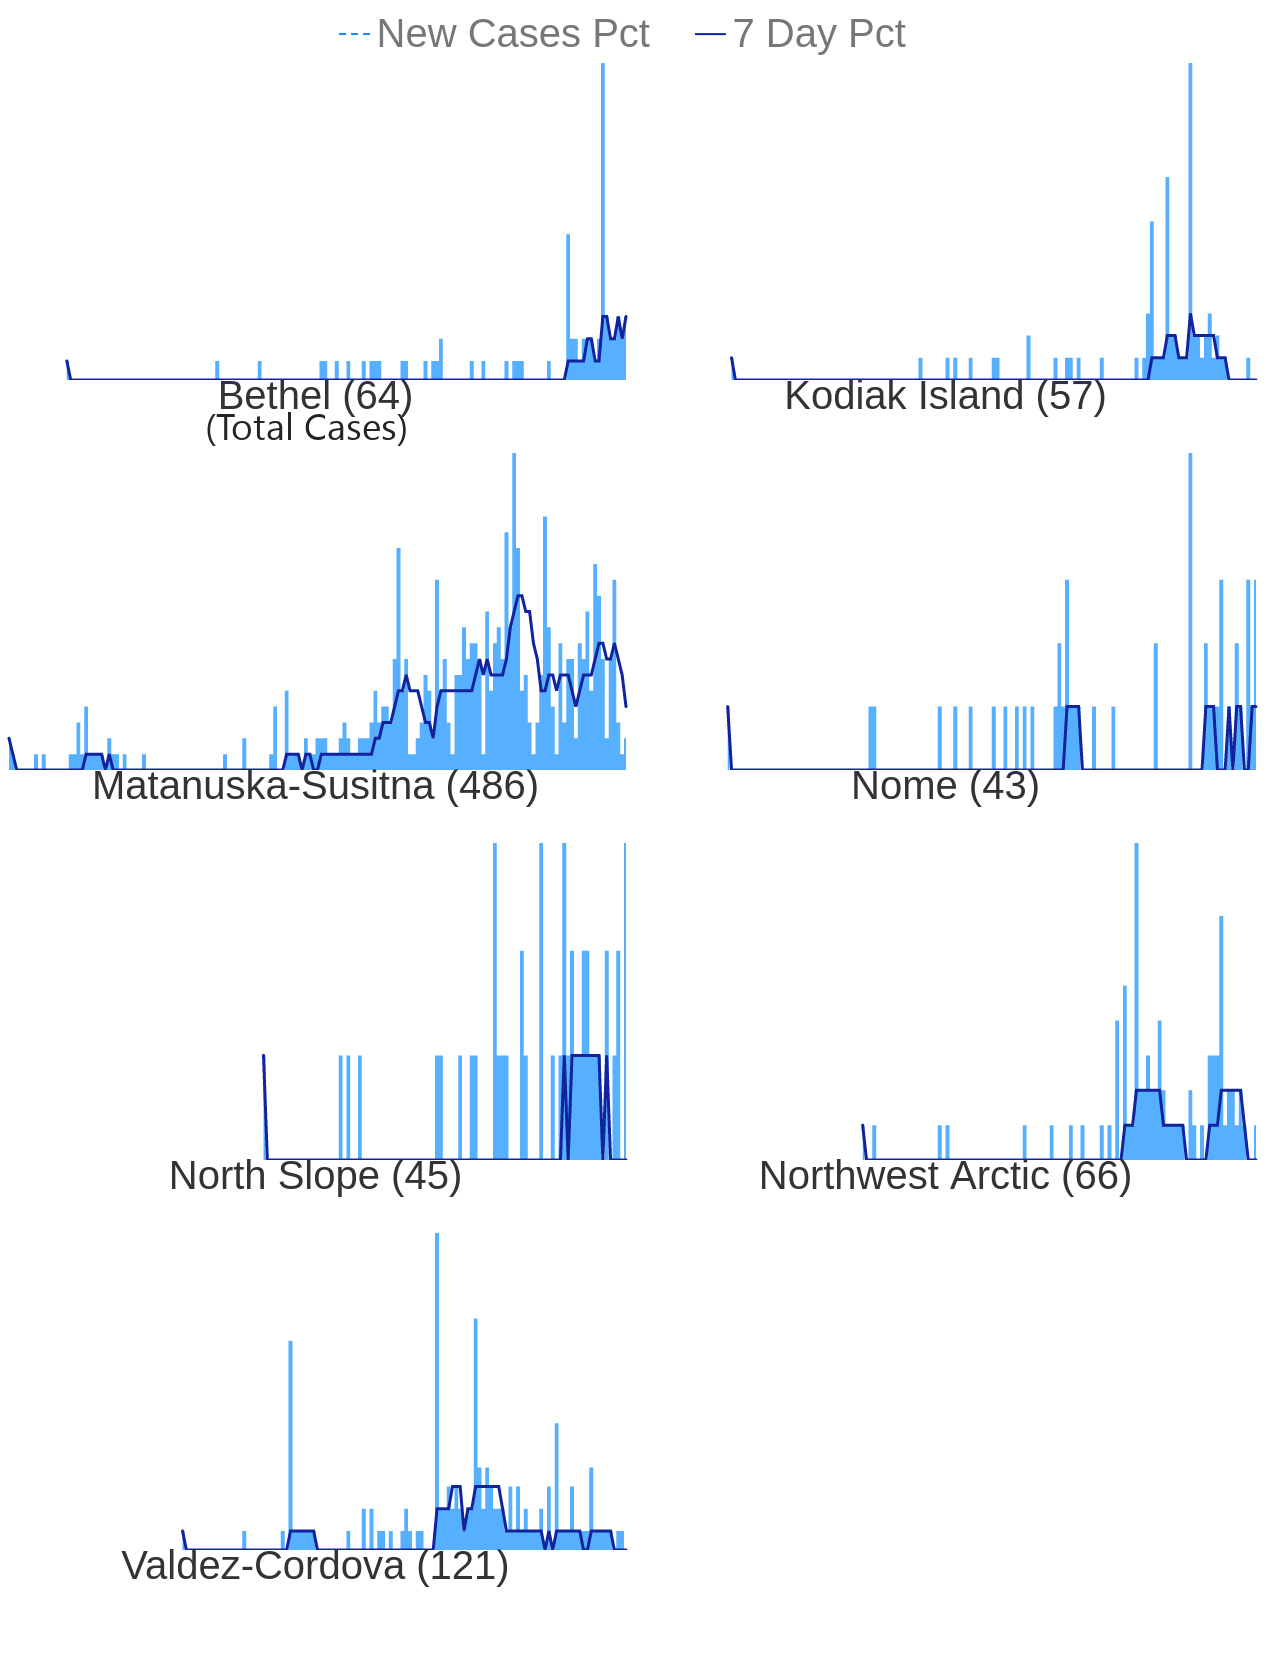 New Cases Pct 7 Day Pct
Bethel (64) Kodiak Island (57)
(Total Cases)
Matanuska-Susitna (486) Nome (43)
North Slope (45) Northwest Arctic (66)
Valdez-Cordova (121)